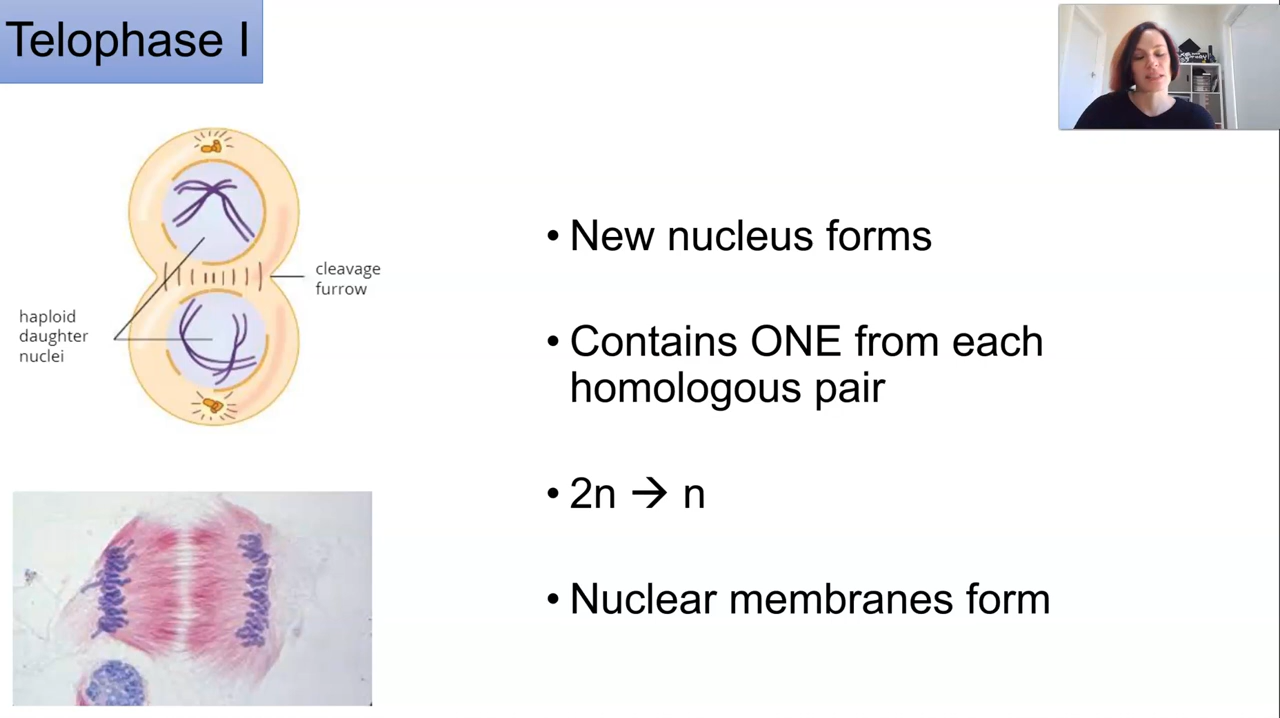 Telophase I
cleavage
furrow
haploid
daughter
nuclei
• New nucleus forms
• Contains ONE from each
homologous pair
• 2n → n
• Nuclear membranes form